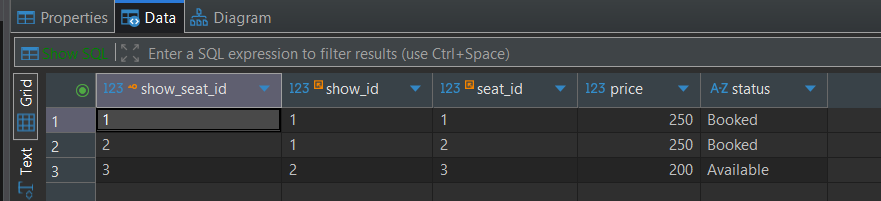 Properties Data Diagram
Show SQL Enter a SQL expression to filter results (use Ctrl+Space)
Grid
Text
123 show_seat_id 123 show_id 123 seat_id 123 price A-Z status
1 1 1 1 250 Booked
2 2 1 2 250 Booked
3 3 2 3 200 Available